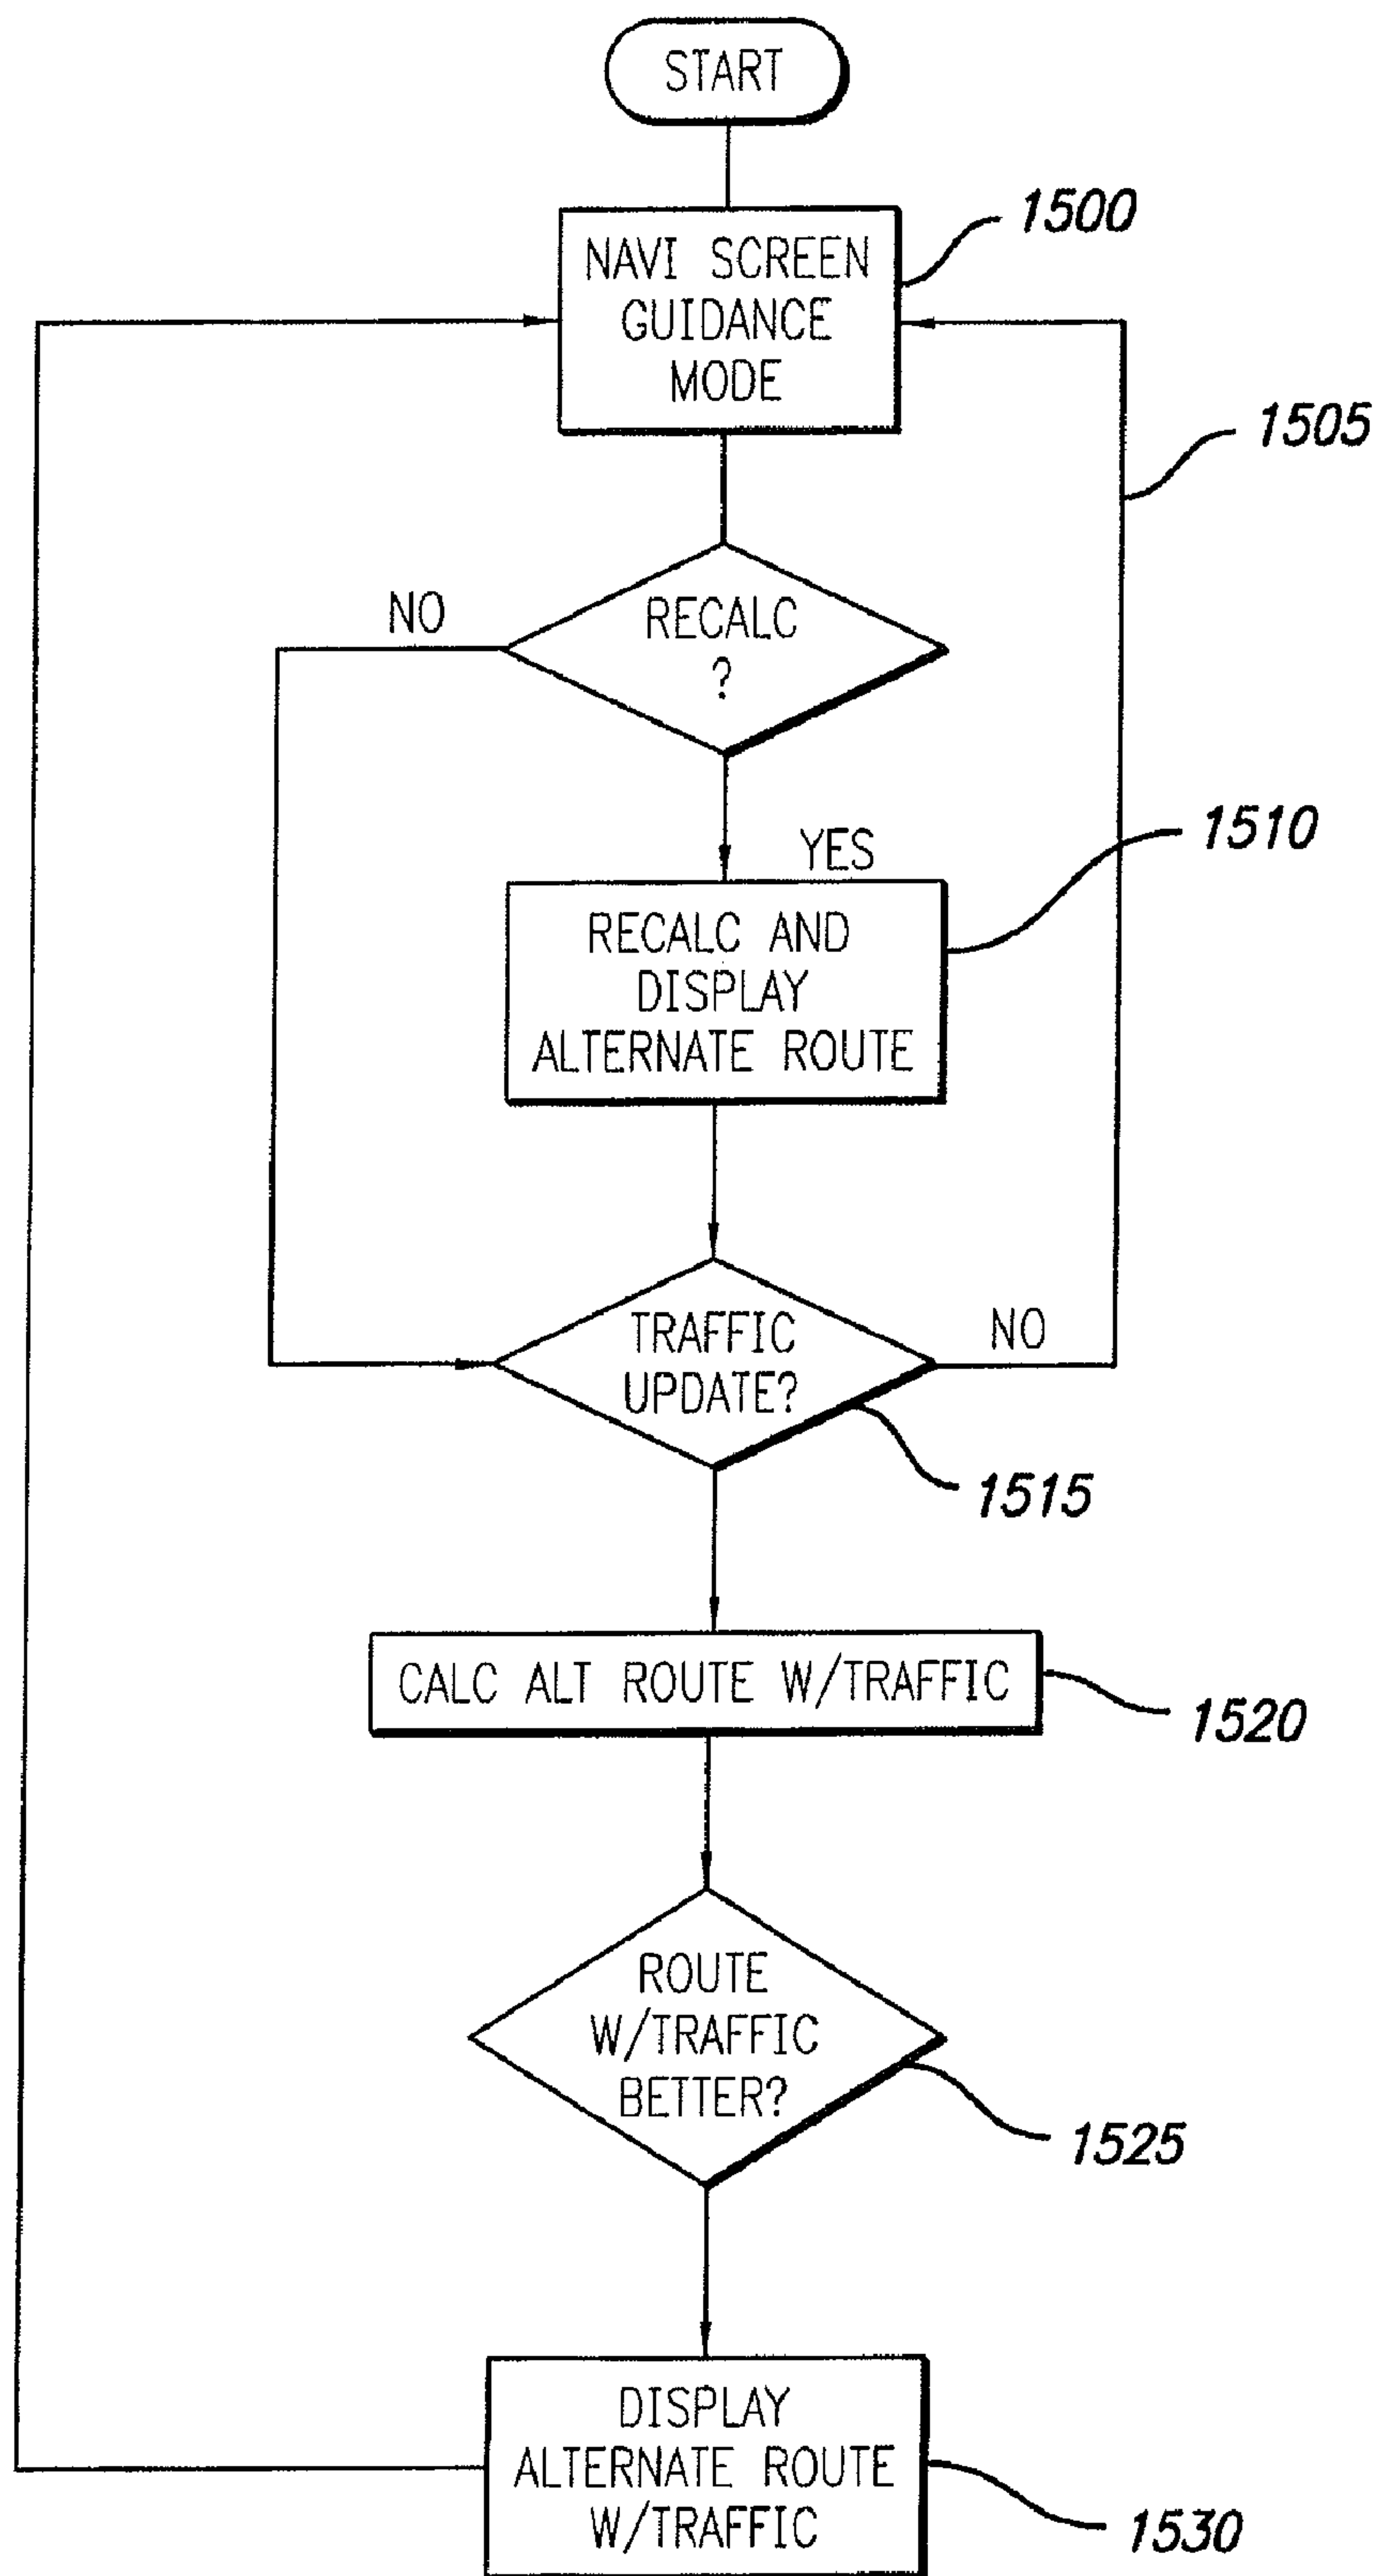 START
1500
NAVI SCREEN
GUIDANCE
MODE
1505
NO
RECALC
?
YES
1510
RECALC AND
DISPLAY
ALTERNATE ROUTE
TRAFFIC
UPDATE?
NO
1515
CALC ALT ROUTE W/TRAFFIC
1520
ROUTE
W/TRAFFIC
BETTER?
1525
DISPLAY
ALTERNATE ROUTE
W/TRAFFIC
1530